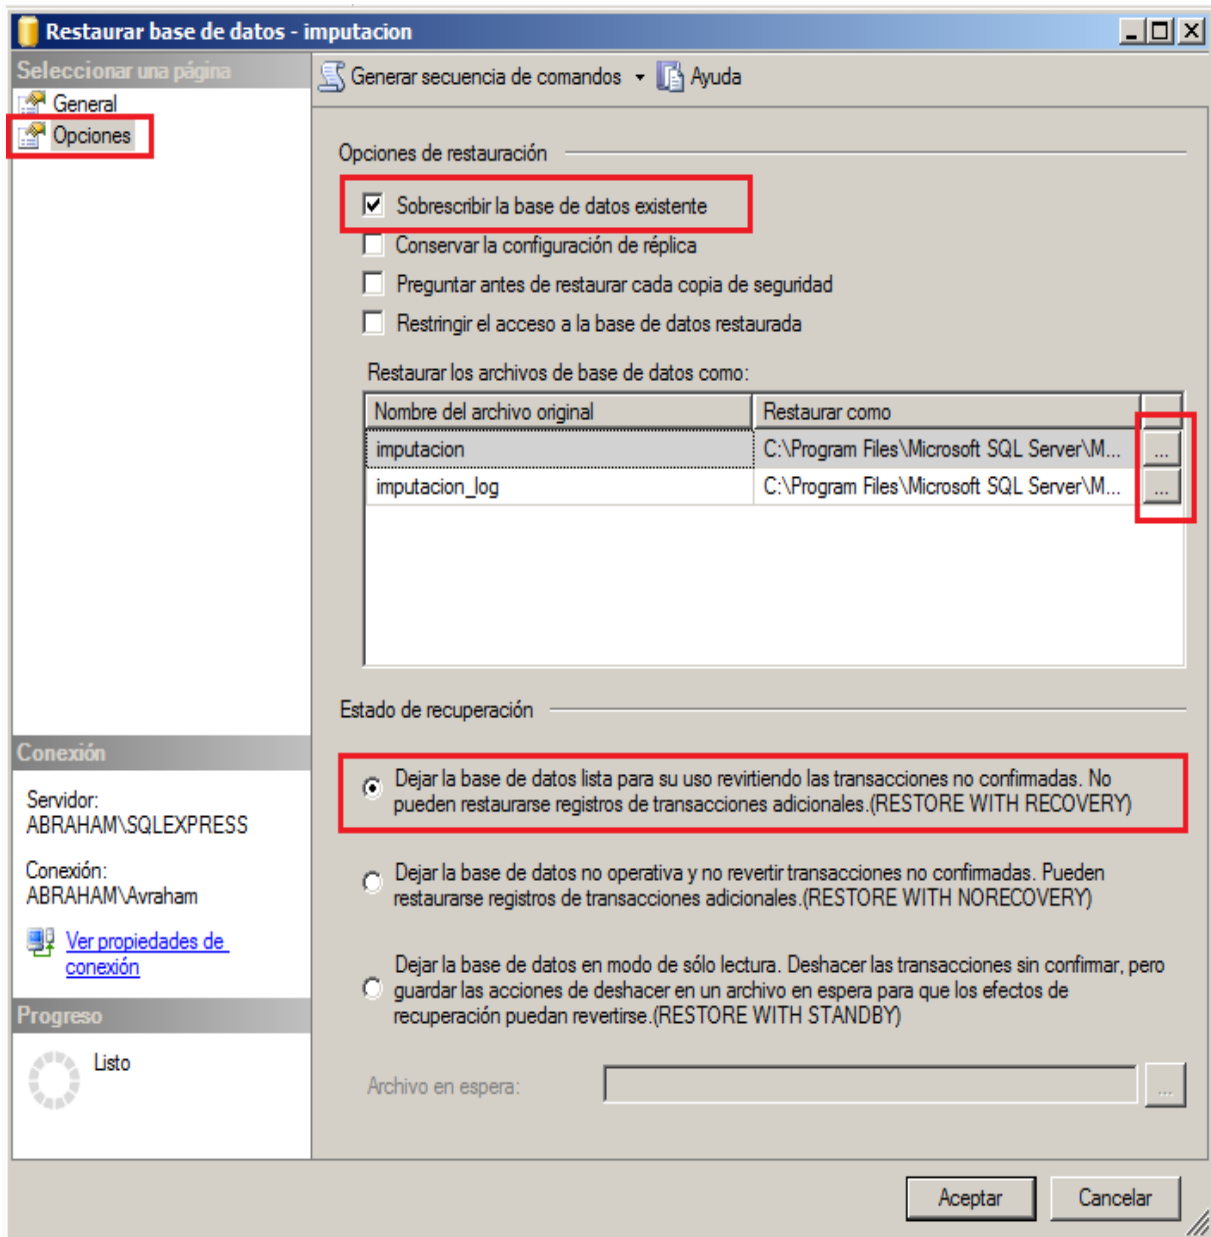 Restaurar base de datos - imputacion
Seleccionar una página
General
Opciones
Generar secuencia de comandos
Ayuda
Opciones de restauración
Sobrescribir la base de datos existente
Conservar la configuración de réplica
Preguntar antes de restaurar cada copia de seguridad
Restringir el acceso a la base de datos restaurada
Restaurar los archivos de base de datos como:
Nombre del archivo original
Restaurar como
imputacion
C:\Program Files\Microsoft SQL Server\M...
...
imputacion_log
C:\Program Files\Microsoft SQL Server\M...
...
Estado de recuperación
Dejar la base de datos lista para su uso revirtiendo las transacciones no confirmadas. No
pueden restaurarse registros de transacciones adicionales.(RESTORE WITH RECOVERY)
Dejar la base de datos no operativa y no revertir transacciones no confirmadas. Pueden
restaurarse registros de transacciones adicionales.(RESTORE WITH NORECOVERY)
Dejar la base de datos en modo de sólo lectura. Deshacer las transacciones sin confirmar, pero
guardar las acciones de deshacer en un archivo en espera para que los efectos de
recuperación puedan revertirse.(RESTORE WITH STANDBY)
Archivo en espera:
...
Conexión
Servidor:
ABRAHAM\SQLEXPRESS
Conexión:
ABRAHAM\Avraham
Ver propiedades de
conexión
Progreso
Listo
Aceptar
Cancelar